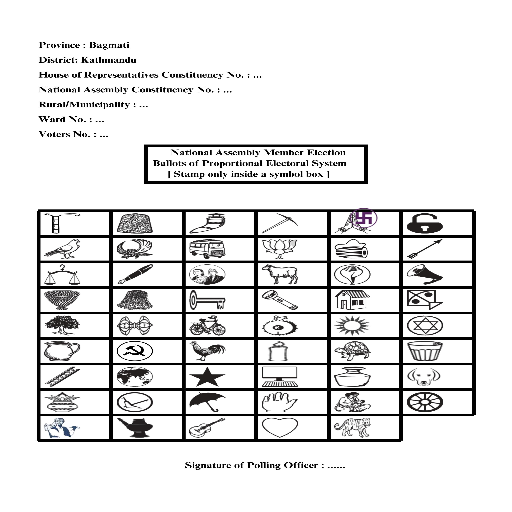 Province : Bagmati
District: Kathmandu
House of Representatives Constituency No. : ...
National Assembly Constituency No. : ...
Rural/Municipality : ...
Ward No. : ...
Voters No. : ...
National Assembly Member Election
Ballots of Proportional Electoral System
[ Stamp only inside a symbol box ]
Signature of Polling Officer : ......